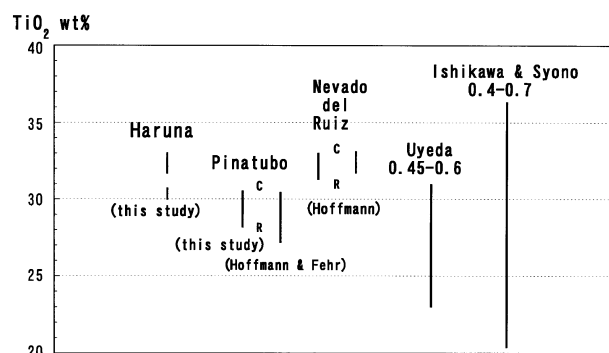 TiO2 wt%
40
35
30
25
20
Haruna
(this study)
Pinatubo
C
R
(this study)
(Hoffmann & Fehr)
Nevado
del
Ruiz
C
R
(Hoffmann)
Uyeda
0.45-0.6
Ishikawa & Syono
0.4-0.7